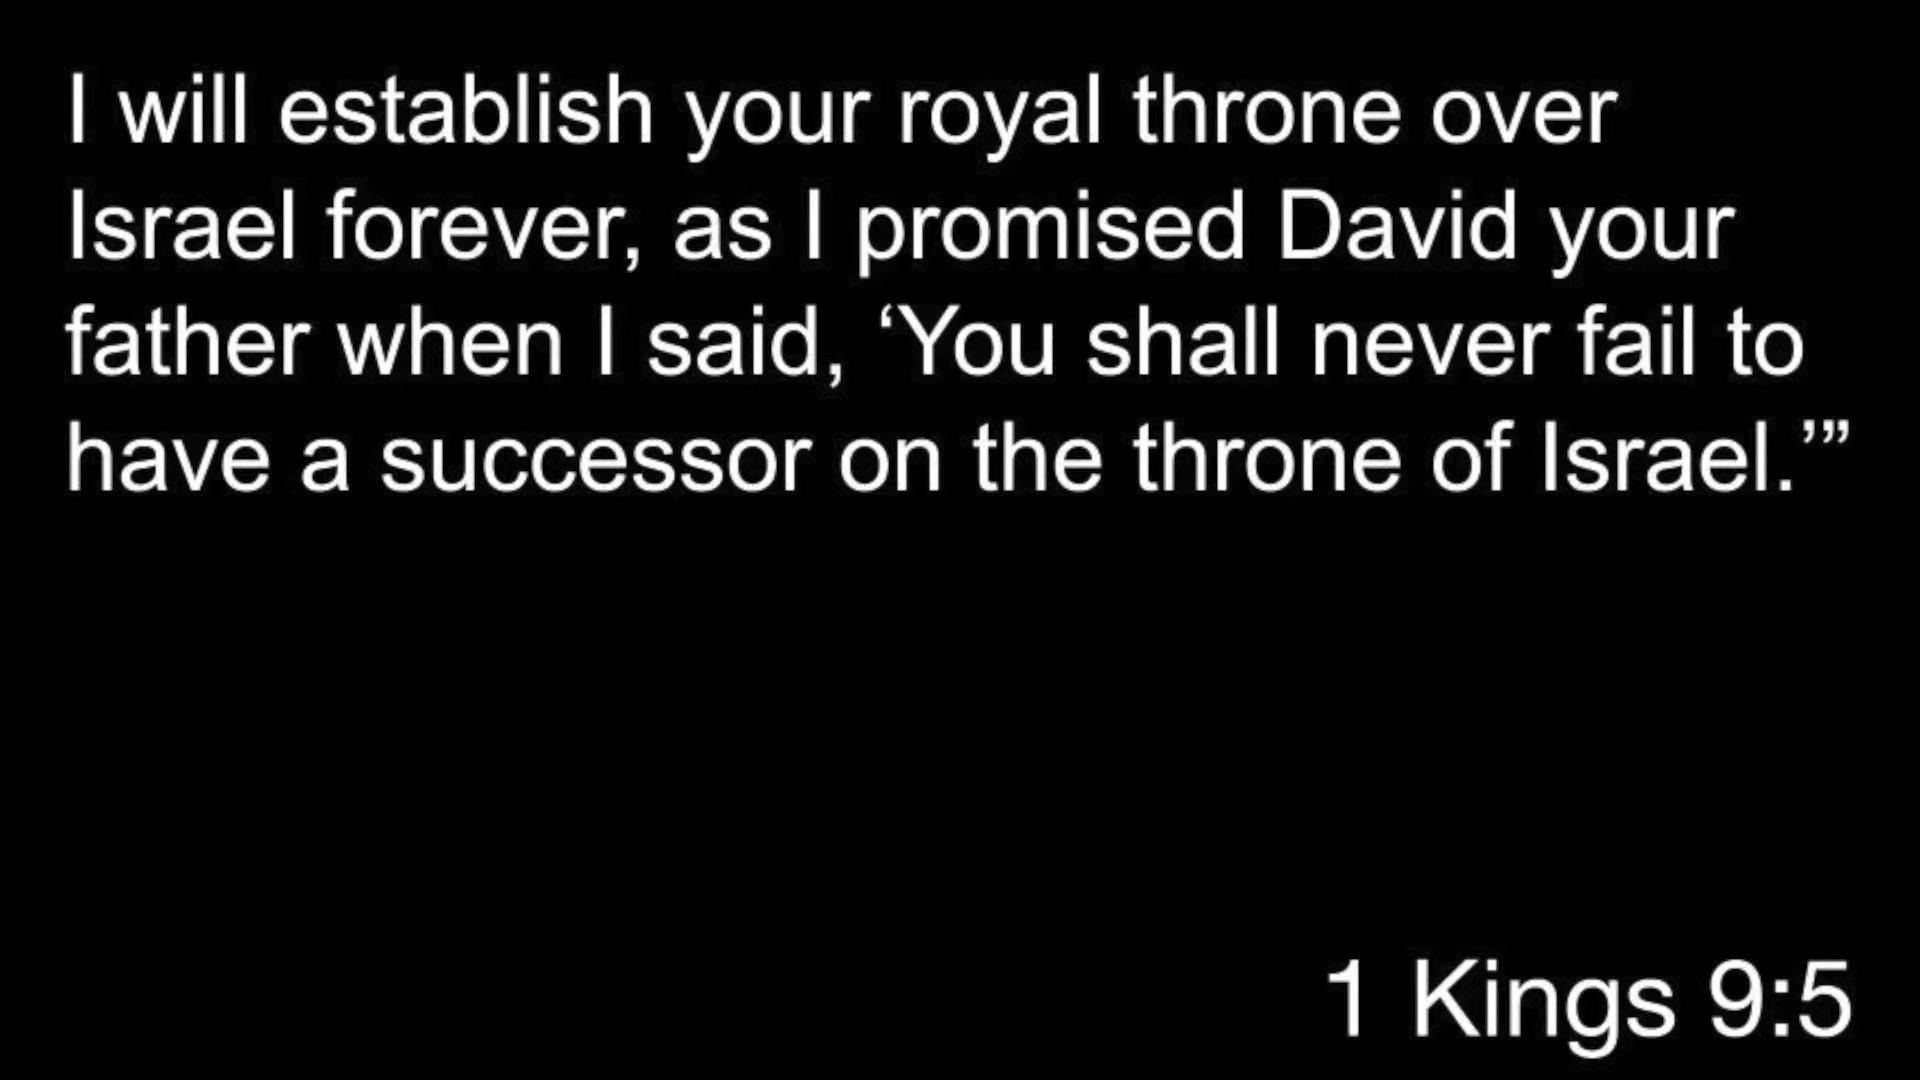 I will establish your royal throne over
Israel forever, as I promised David your
father when I said, ‘You shall never fail to
have a successor on the throne of Israel.’”
1 Kings 9:5